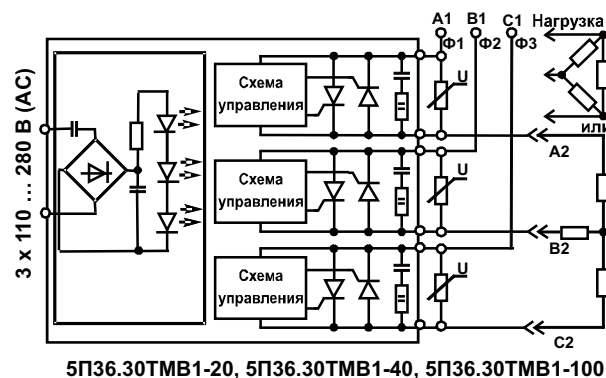 A1 B1 C1 Нагрузка
Ф1 Ф2 Ф3
Схема
управления
U
или
A2
3 x 110 ... 280 В (AC)
Схема
управления
U
B2
Схема
управления
U
C2
5П36.30ТМВ1-20, 5П36.30ТМВ1-40, 5П36.30ТМВ1-100